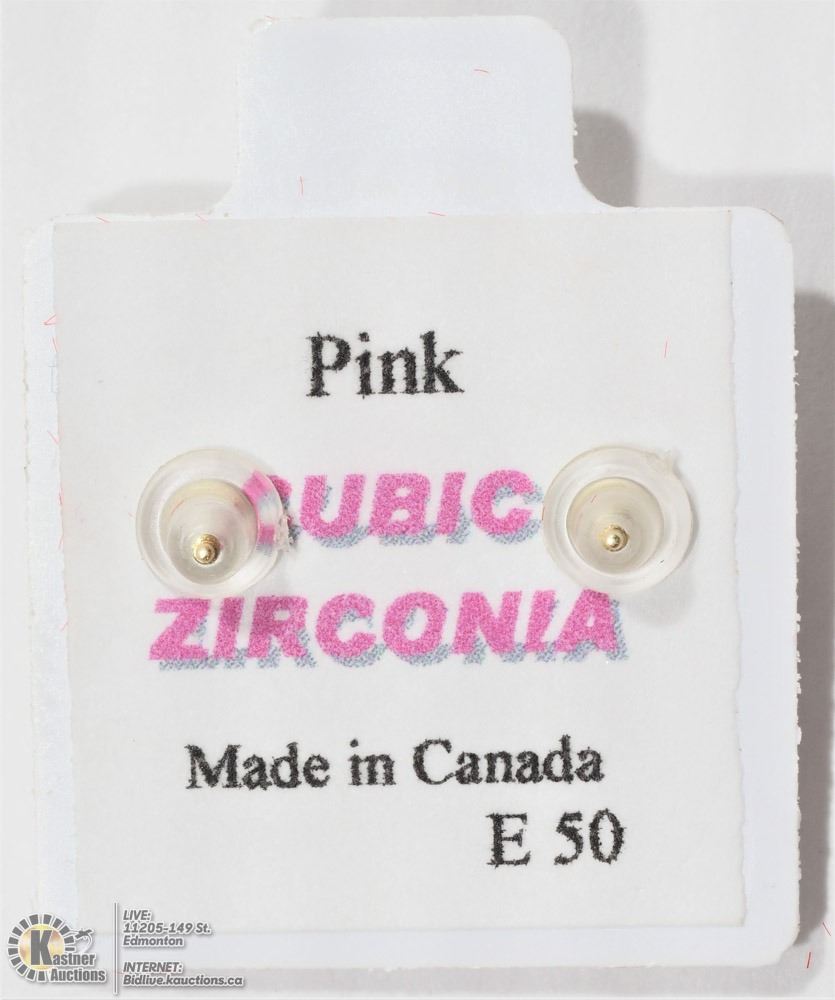 Pink
CUBIC
ZIRCONIA
Made in Canada
E 50
Kastner
Auctions
LIVE:
11205-149 St.
Edmonton
INTERNET:
Bidlive.kauctions.ca